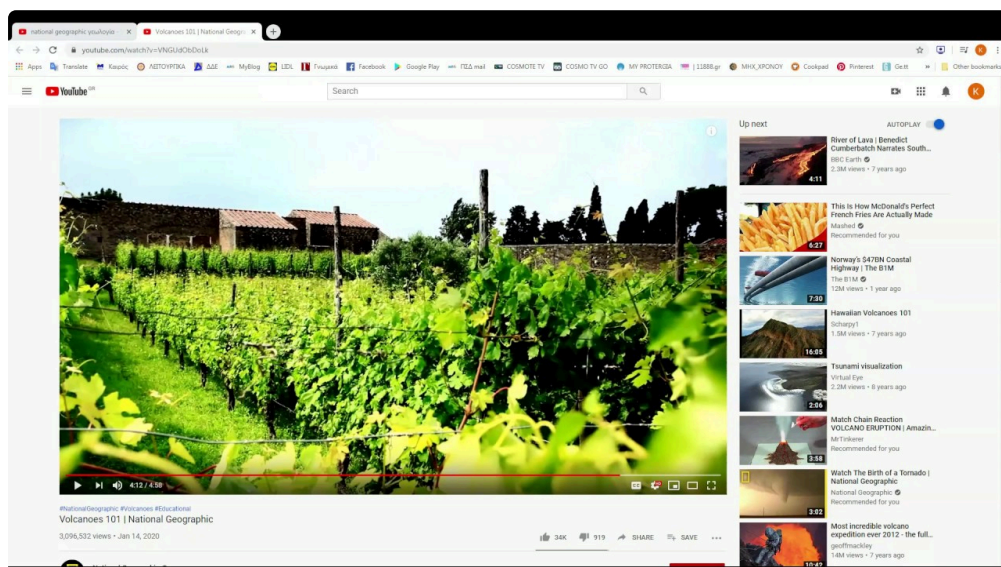 national geographic γεωλογία
Volcanoes 101 | National Geogra
youtube.com/watch?v=VNGUdObDoLk
Apps Translate Καιρός ΛΕΙΤΟΥΡΓΙΚΑ ΔΔΕ MyBlog LIDL Γνωμικά Facebook Google Play ΠΣΔ mail COSMOTE TV COSMO TV GO MY PROTERGIA | 11888.gr ΜΗΧ_ΧΡΟΝΟΥ Cookpad Pinterest Ge.tt » Other bookmarks
YouTube GR
Search
K
Up next
AUTOPLAY
River of Lava | Benedict
Cumberbatch Narrates South...
BBC Earth
2.3M views • 7 years ago
4:11
This Is How McDonald's Perfect
French Fries Are Actually Made
Mashed
Recommended for you
6:27
Norway's $47BN Coastal
Highway | The B1M
The B1M
12M views • 1 year ago
7:30
Hawaiian Volcanoes 101
Scharpy1
1.5M views • 7 years ago
16:05
Tsunami visualization
Virtual Eye
2.2M views • 8 years ago
2:06
Match Chain Reaction
VOLCANO ERUPTION | Amazin...
MrTinkerer
Recommended for you
3:58
Watch The Birth of a Tornado |
National Geographic
National Geographic
Recommended for you
3:02
Most incredible volcano
expedition ever 2012 - the full...
geoffmackley
14M views • 7 years ago
10:42
4:12 / 4:58
#NationalGeographic #Volcanoes #Educational
Volcanoes 101 | National Geographic
3,096,532 views • Jan 14, 2020
34K 919 SHARE SAVE